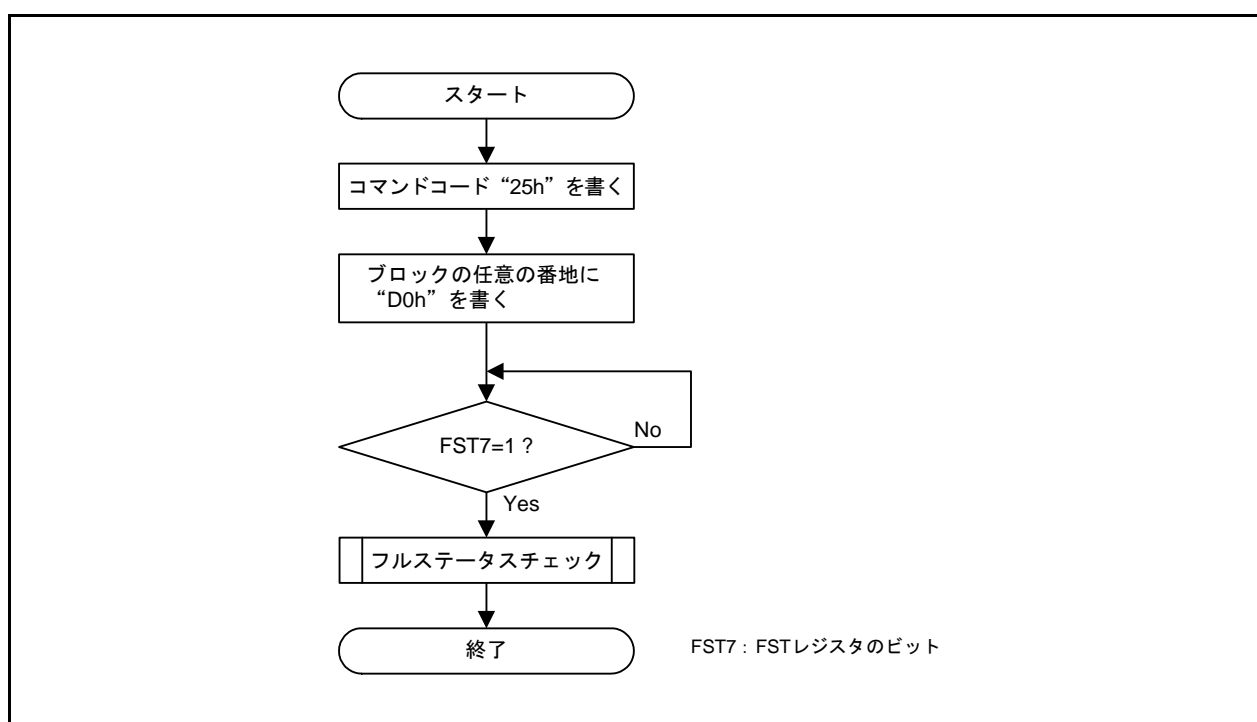 スタート
コマンドコード“25h”を書く
ブロックの任意の番地に
“D0h”を書く
FST7=1 ?
No
Yes
フルステータスチェック
終了
FST7 : FSTレジスタのビット